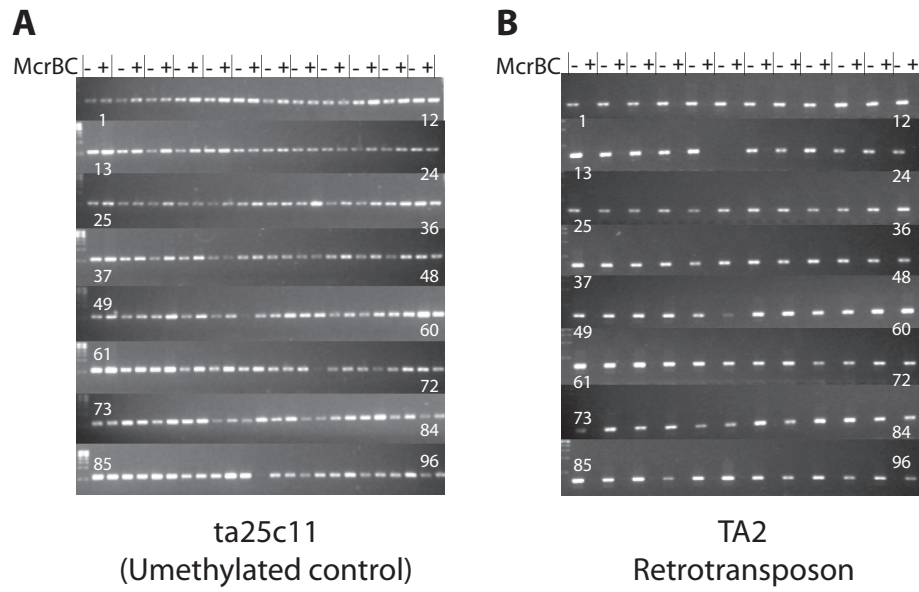 A
McrBC - + - + - + - + - + - + - + - + - + - + - + - +
1 12
13 24
25 36
37 48
49 60
61 72
73 84
85 96
ta25c11
(Umethylated control)
B
McrBC - + - + - + - + - + - + - + - + - + - + - + - +
1 12
13 24
25 36
37 48
49 60
61 72
73 84
85 96
TA2
Retrotransposon